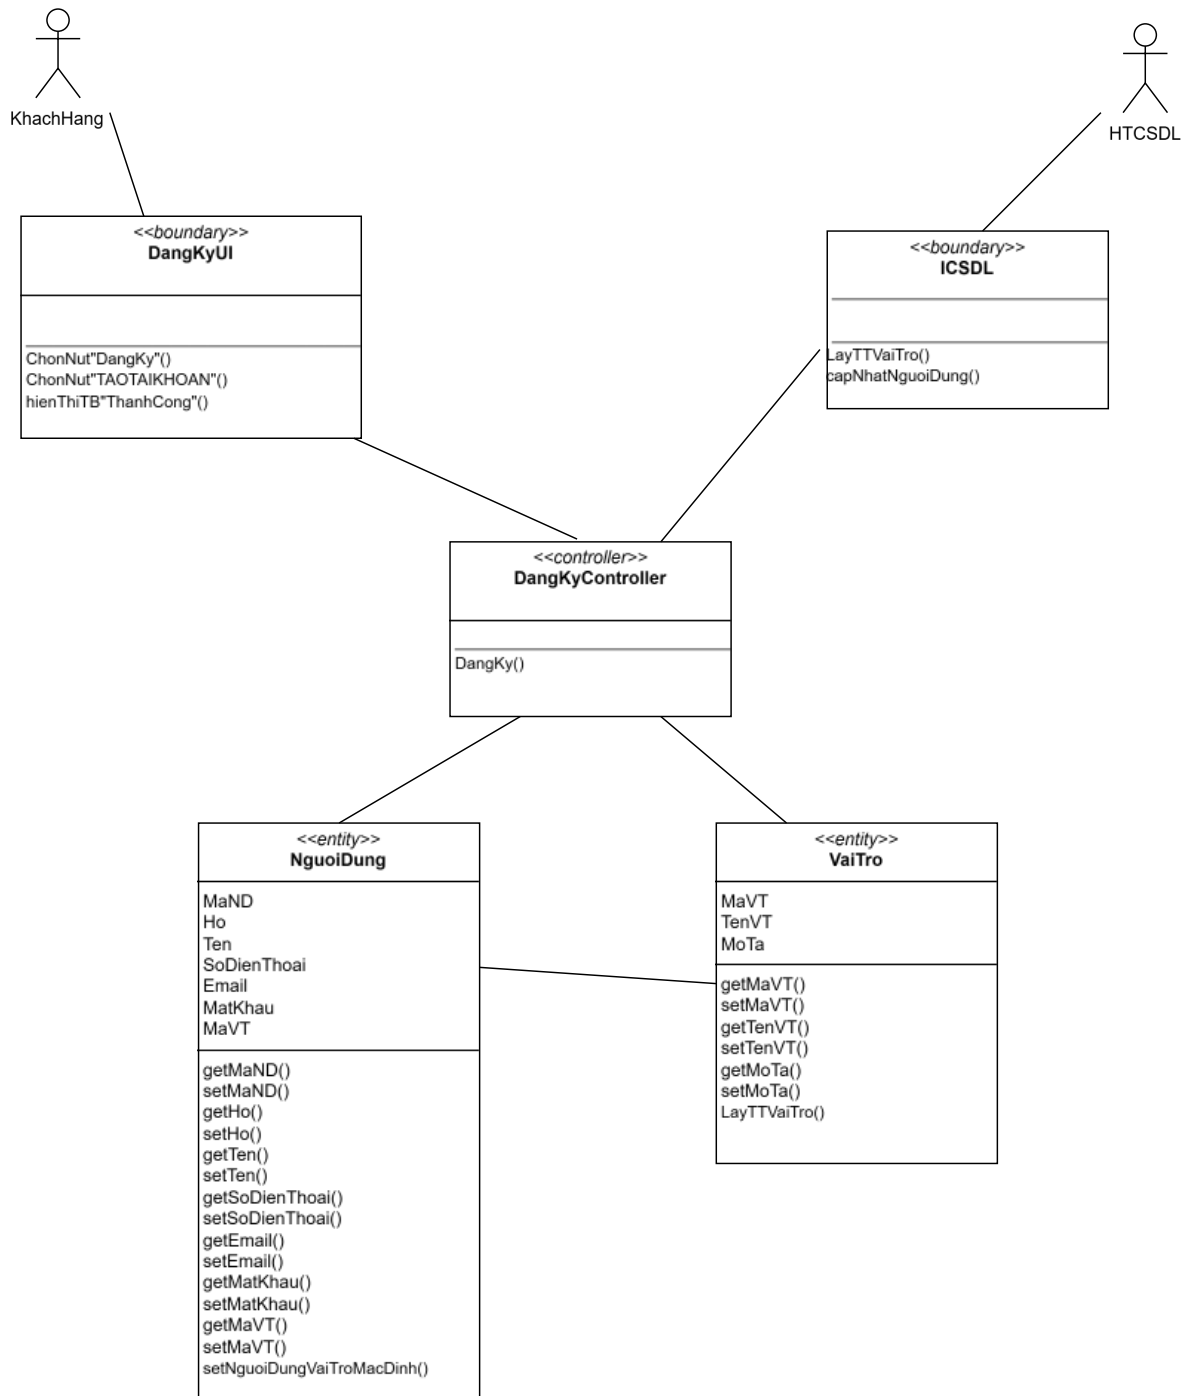 KhachHang
HTCSDL
<<boundary>>
DangKyUI
ChonNut"DangKy"()
ChonNut"TAOTAIKHOAN"()
hienThiTB"ThanhCong"()
<<boundary>>
ICSDL
LayTTVaiTro()
capNhatNguoiDung()
<<controller>>
DangKyController
DangKy()
<<entity>>
NguoiDung
MaND
Ho
Ten
SoDienThoai
Email
MatKhau
MaVT
getMaND()
setMaND()
getHo()
setHo()
getTen()
setTen()
getSoDienThoai()
setSoDienThoai()
getEmail()
setEmail()
getMatKhau()
setMatKhau()
getMaVT()
setMaVT()
setNguoiDungVaiTroMacDinh()
<<entity>>
VaiTro
MaVT
TenVT
MoTa
getMaVT()
setMaVT()
getTenVT()
setTenVT()
getMoTa()
setMoTa()
LayTTVaiTro()